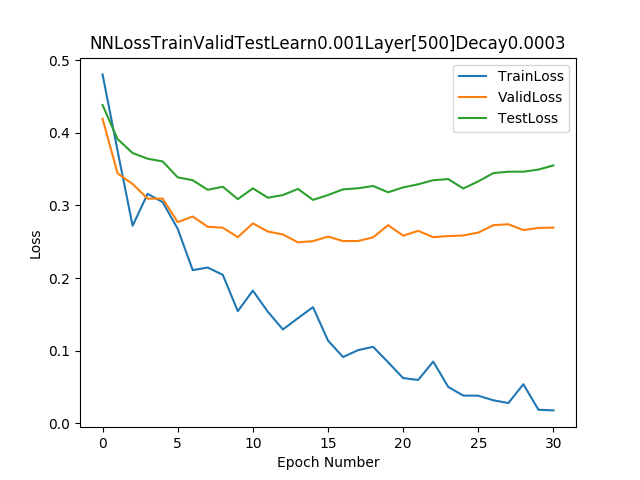 NNLossTrainValidTestLearn0.001Layer[500]Decay0.0003
TrainLoss
ValidLoss
TestLoss
0.5
0.4
0.3
0.2
0.1
0.0
Loss
0 5 10 15 20 25 30
Epoch Number